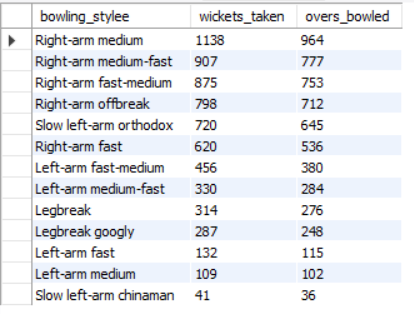 bowling_stylee wickets_taken overs_bowled
Right-arm medium 1138 964
Right-arm medium-fast 907 777
Right-arm fast-medium 875 753
Right-arm offbreak 798 712
Slow left-arm orthodox 720 645
Right-arm fast 620 536
Left-arm fast-medium 456 380
Left-arm medium-fast 330 284
Legbreak 314 276
Legbreak googly 287 248
Left-arm fast 132 115
Left-arm medium 109 102
Slow left-arm chinaman 41 36